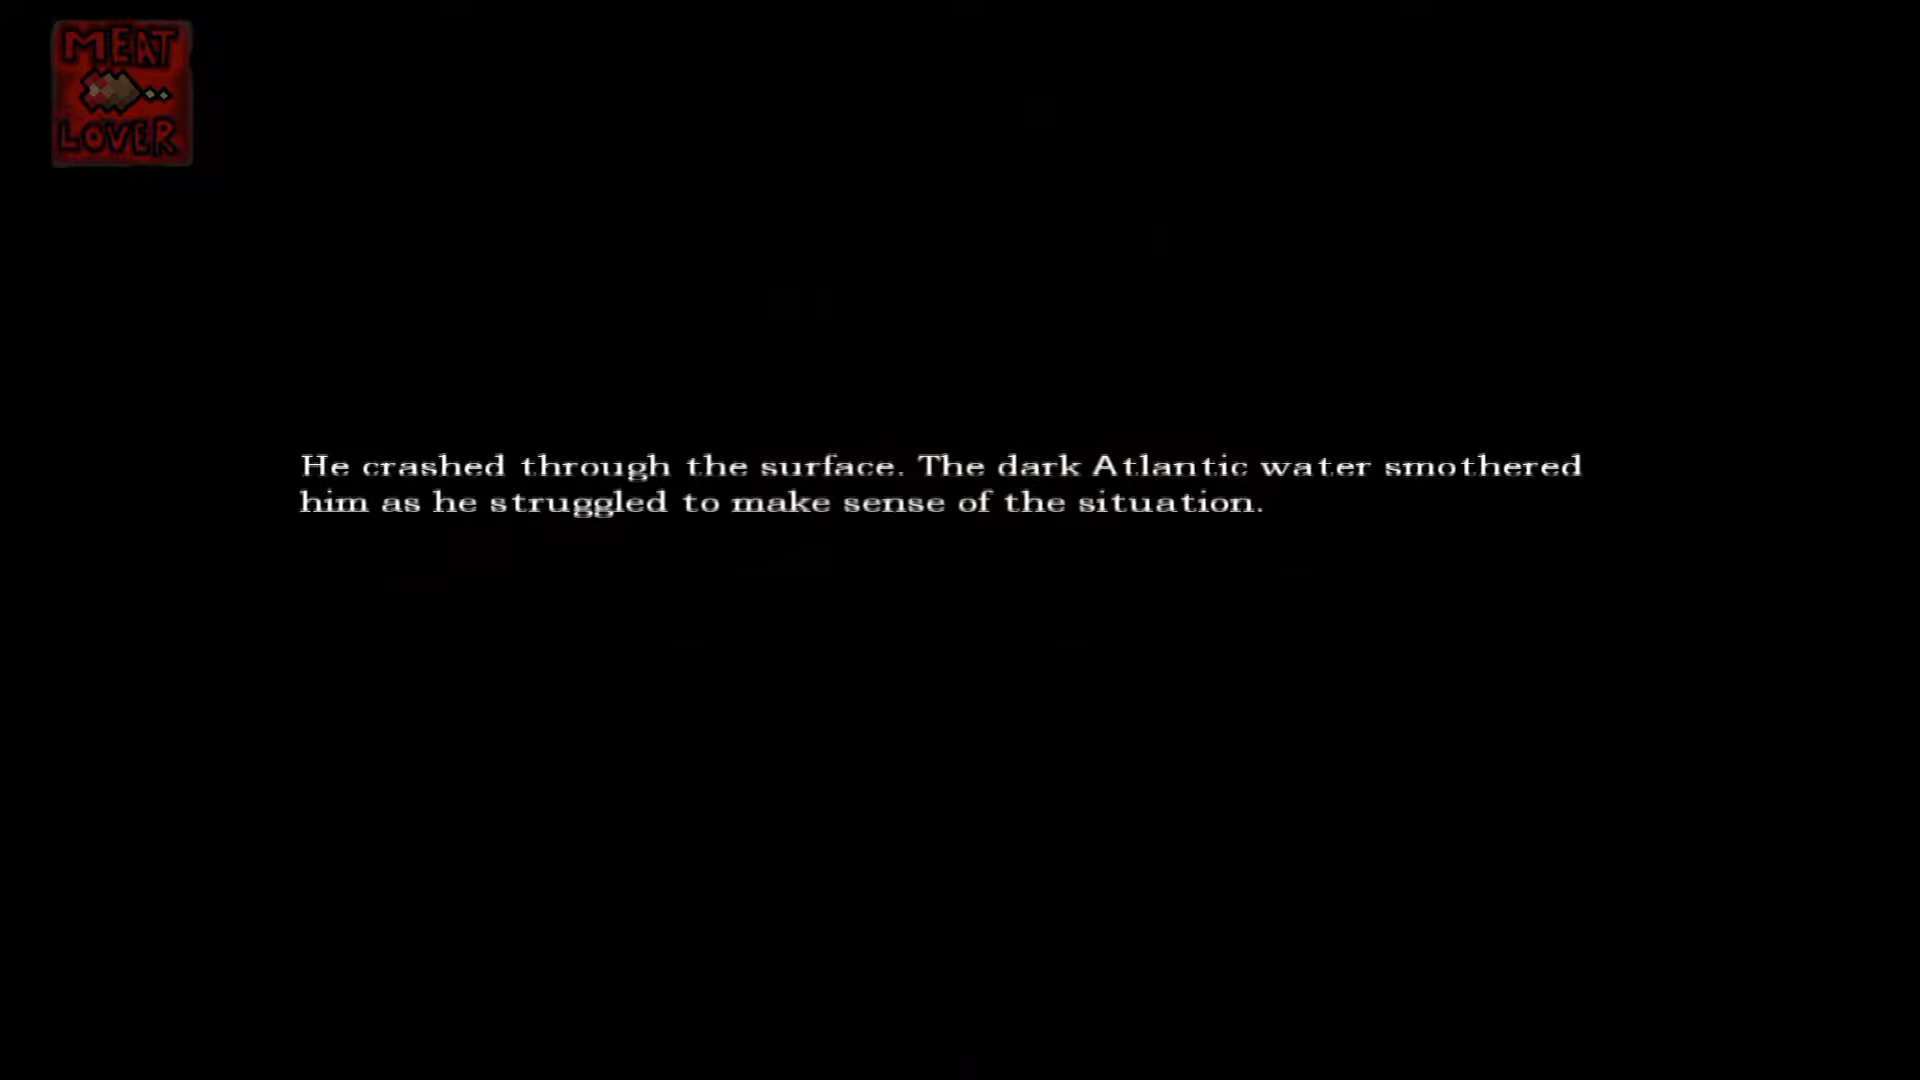 MEAT
LOVER
He crashed through the surface. The dark Atlantic water smothered
him as he struggled to make sense of the situation.